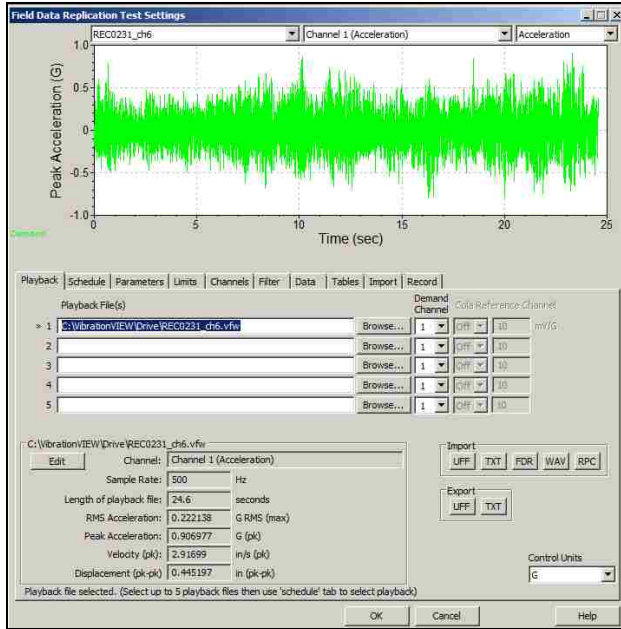 Field Data Replication Test Settings
REC0231_ch6 Channel 1 (Acceleration) Acceleration
Peak Acceleration (G)
1.0
0.5
0
-0.5
-1.0
0 5 10 15 20 25
Time (sec)
Demand
Playback Schedule Parameters Limits Channels Filter Data Tables Import Record
Playback File(s) Demand Channel Cola Reference Channel
» 1 C:\VibrationVIEW\Drive\REC0231_ch6.vfw Browse... 1 Off 10 mV/G
2 Browse... 1 Off 10
3 Browse... 1 Off 10
4 Browse... 1 Off 10
5 Browse... 1 Off 10
C:\VibrationVIEW\Drive\REC0231_ch6.vfw
Edit Channel: Channel 1 (Acceleration)
Sample Rate: 500 Hz
Length of playback file: 24.6 seconds
RMS Acceleration: 0.222138 G RMS (max)
Peak Acceleration: 0.906977 G (pk)
Velocity (pk): 2.91699 in/s (pk)
Displacement (pk-pk) 0.445197 in (pk-pk)
Import
UFF TXT FDR WAV RPC
Export
UFF TXT
Control Units
G
Playback file selected. (Select up to 5 playback files then use 'schedule' tab to select playback)
OK Cancel Help